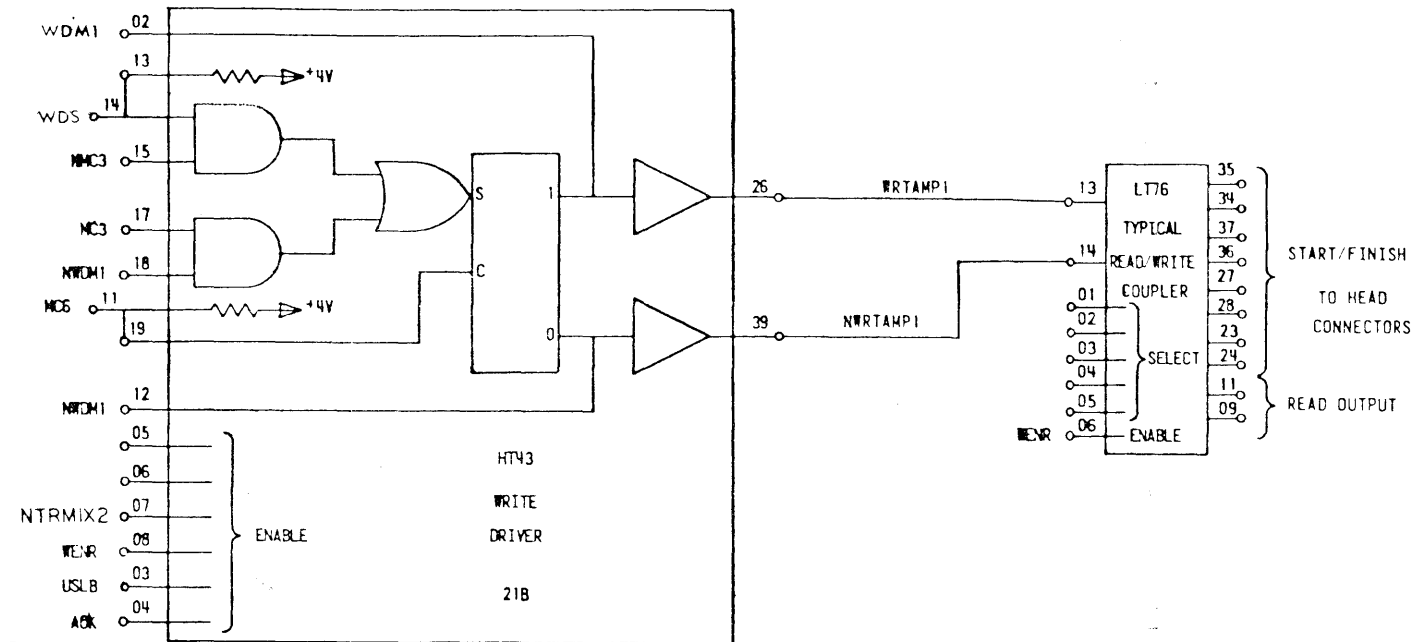 WDM1 02
13 +4V
WDS 14
NMC3 15
S 1
MC3 17
NWDM1 18
C
MC6 11 +4V
19
0
NWDM1 12
05
06
NTRMIX2 07
WENR 08
USLB 03
AOK 04
ENABLE
HT43
WRITE
DRIVER
21B
26 WRTAMP1 13
39 NWRTAMP1 14
LT76
TYPICAL
READ/WRITE
COUPLER
01
02
03
04
05
SELECT
WENR 06 ENABLE
35
34
37
36
27
28
23
24
11
09
START/FINISH
TO HEAD
CONNECTORS
READ OUTPUT